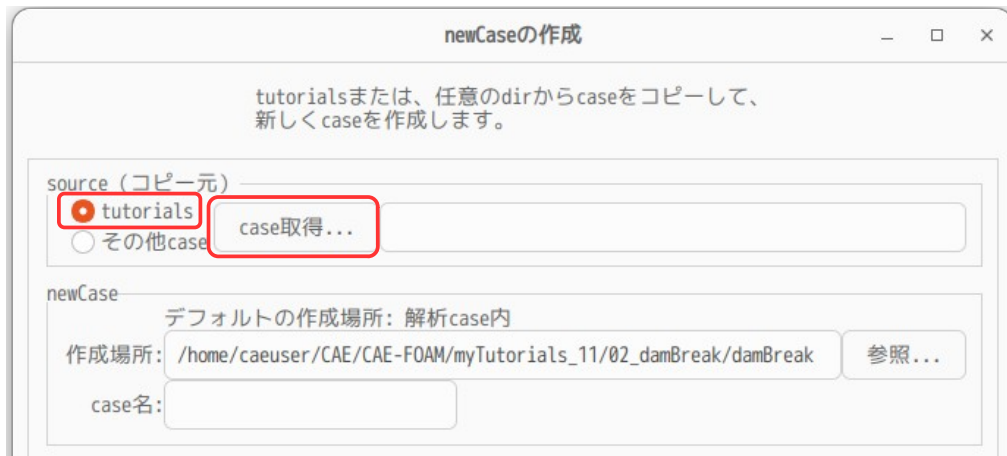 newCaseの作成
tutorialsまたは、任意のdirからcaseをコピーして、
新しくcaseを作成します。
source（コピー元）
tutorials
その他case
case取得...
newCase
デフォルトの作成場所: 解析case内
作成場所: /home/caeuser/CAE/CAE-FOAM/myTutorials_11/02_damBreak/damBreak 参照...
case名: